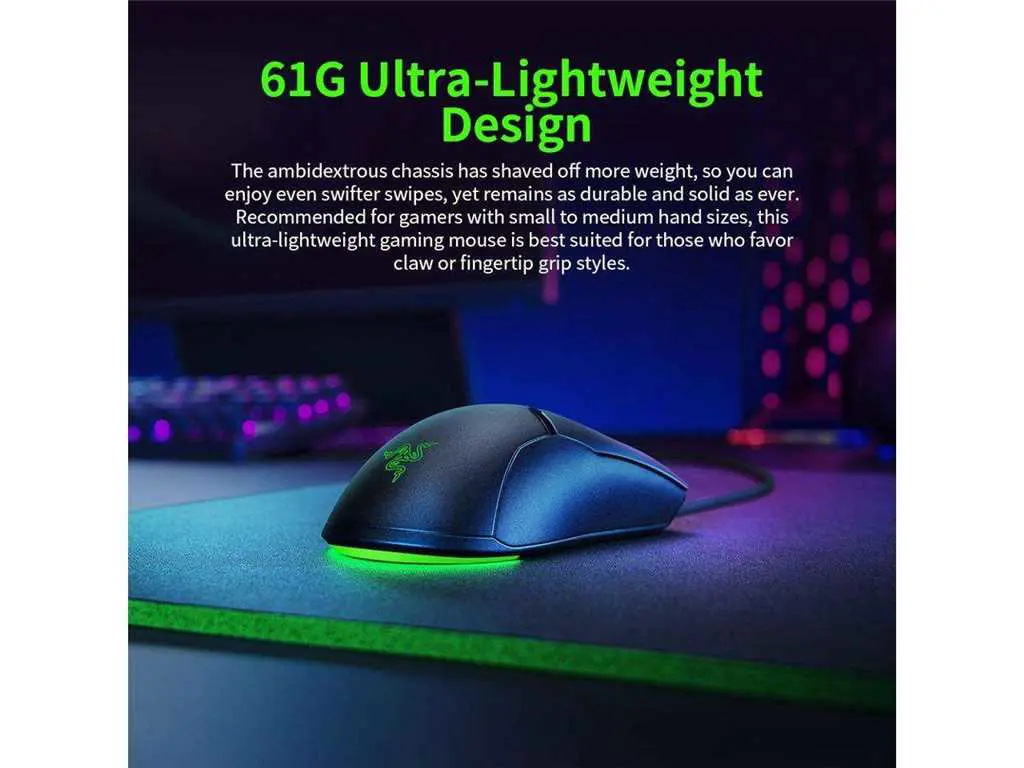 61G Ultra-Lightweight
Design
The ambidextrous chassis has shaved off more weight, so you can
enjoy even swifter swipes, yet remains as durable and solid as ever.
Recommended for gamers with small to medium hand sizes, this
ultra-lightweight gaming mouse is best suited for those who favor
claw or fingertip grip styles.